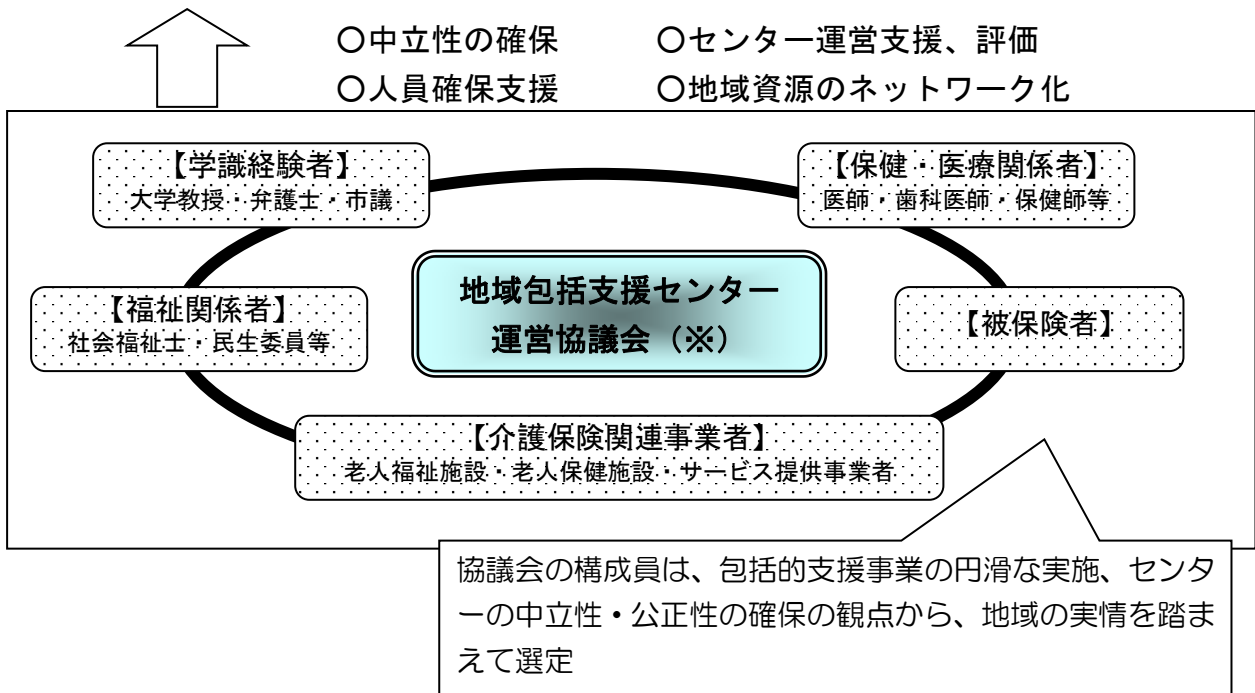 〇中立性の確保　〇センター運営支援、評価
〇人員確保支援　〇地域資源のネットワーク化
【学識経験者】
大学教授・弁護士・市議
【保健・医療関係者】
医師・歯科医師・保健師等
【福祉関係者】
社会福祉士・民生委員等
地域包括支援センター
運営協議会（※）
【被保険者】
【介護保険関連事業者】
老人福祉施設・老人保健施設・サービス提供事業者
協議会の構成員は、包括的支援事業の円滑な実施、センタ
ーの中立性・公正性の確保の観点から、地域の実情を踏ま
えて選定